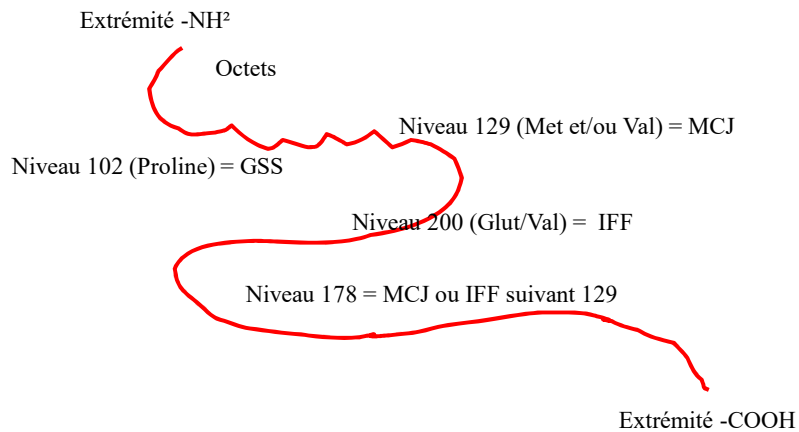 Extrémité -NH²
Octets
Niveau 129 (Met et/ou Val) = MCJ
Niveau 102 (Proline) = GSS
Niveau 200 (Glut/Val) =  IFF
Niveau 178 = MCJ ou IFF suivant 129
Extrémité -COOH